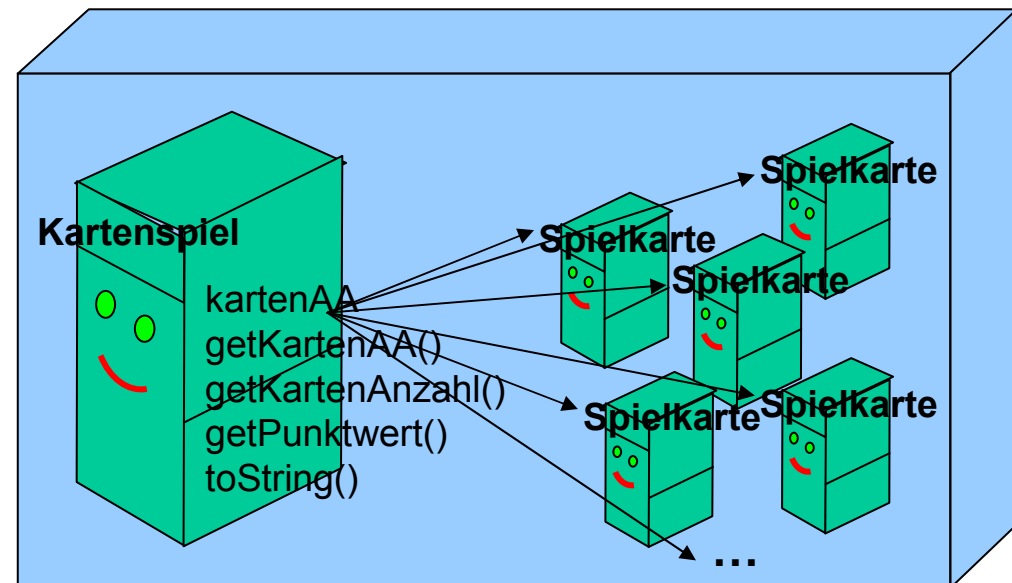 Spielkarte
Kartenspiel
Spielkarte
Spielkarte
kartenAA
getKartenAA()
getKartenAnzahl()
getPunktwert()
toString()
Spielkarte
Spielkarte
...